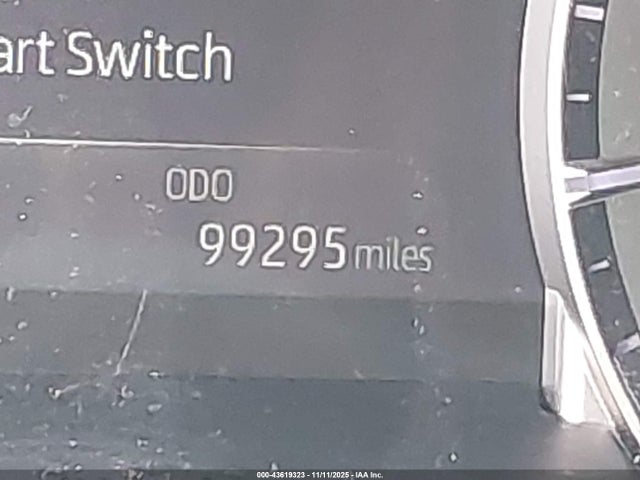 art Switch
ODO
99295 miles
000-43619323 - 11/11/2025 - IAA Inc.